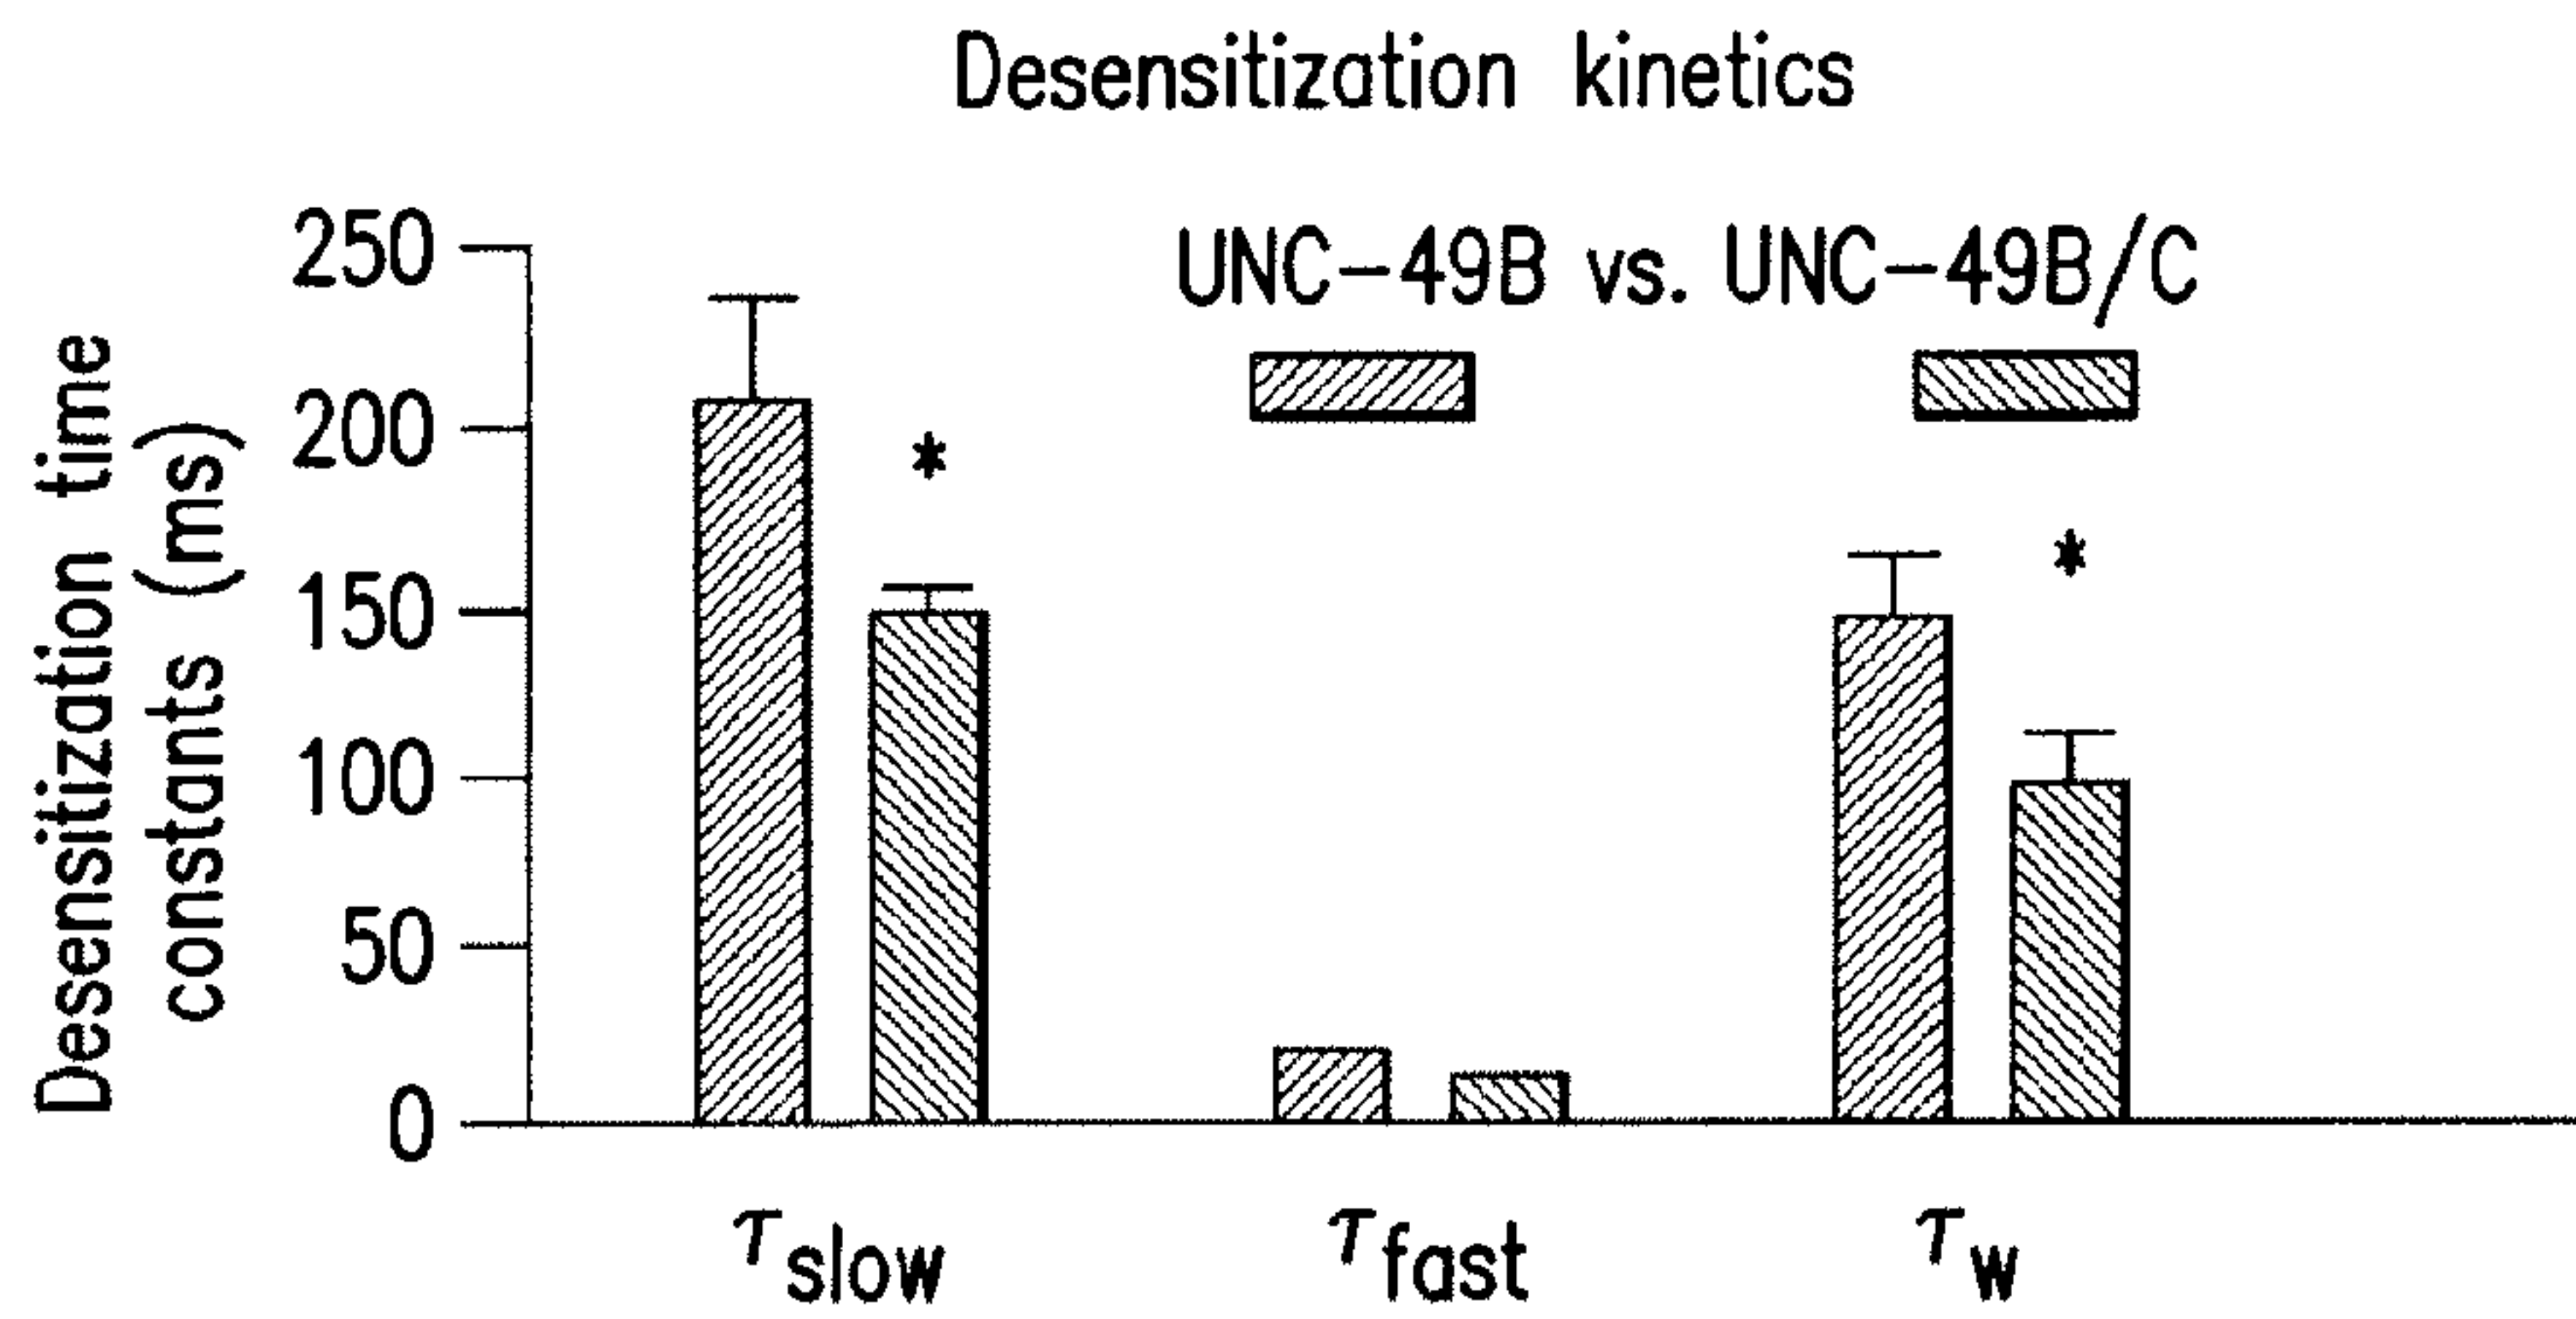 Desensitization kinetics
UNC-49B vs. UNC-49B/C
Desensitization time
constants (ms)
250
200
150
100
50
0
*
*
τslow
τfast
τw